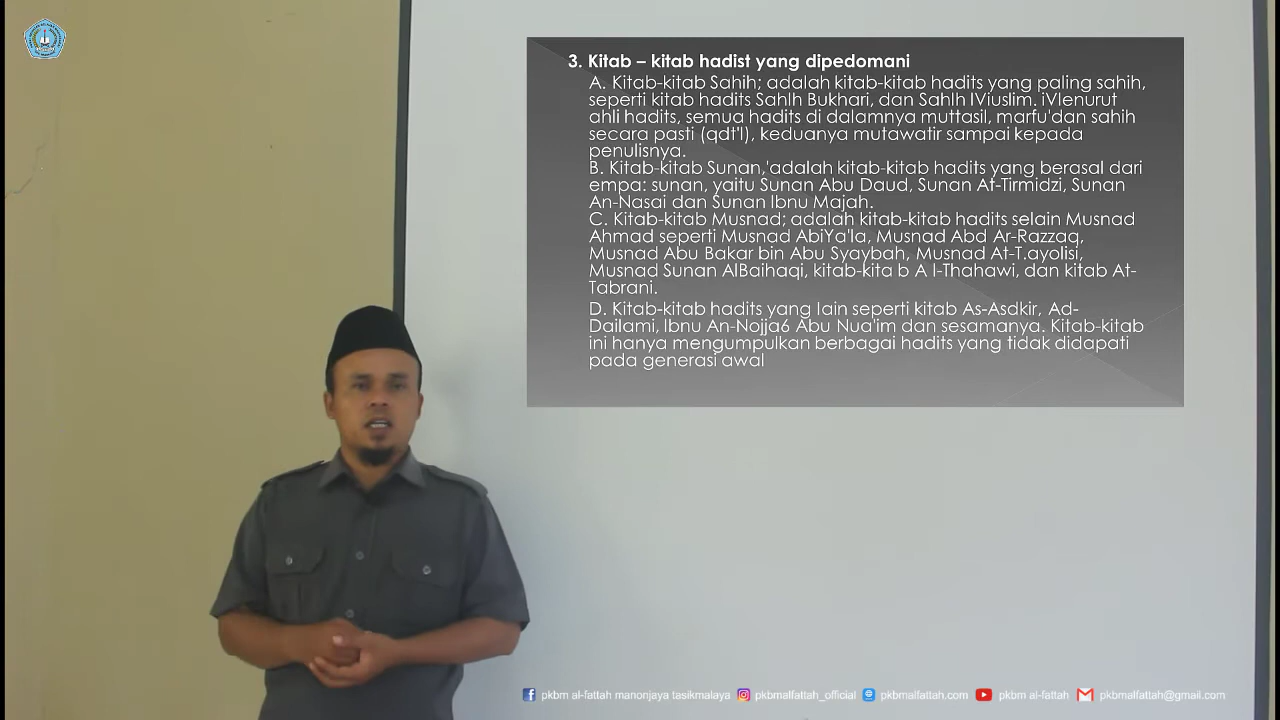 3. Kitab – kitab hadist yang dipedomani
A. Kitab-kitab Sahih; adalah kitab-kitab hadits yang paling sahih,
seperti kitab hadits Sahlh Bukhari, dan Sahlh IViuslim. iVlenurut
ahli hadits, semua hadits di dalamnya muttasil, marfu'dan sahih
secara pasti (qdt'l), keduanya mutawatir sampai kepada
penulisnya.
B. Kitab-kitab Sunan,'adalah kitab-kitab hadits yang berasal dari
empa: sunan, yaitu Sunan Abu Daud, Sunan At-Tirmidzi, Sunan
An-Nasai dan Sunan Ibnu Majah.
C. Kitab-kitab Musnad; adalah kitab-kitab hadits selain Musnad
Ahmad seperti Musnad AbiYa'la, Musnad Abd Ar-Razzaq,
Musnad Abu Bakar bin Abu Syaybah, Musnad At-T.ayolisi,
Musnad Sunan AlBaihaqi, kitab-kita b A l-Thahawi, dan kitab At-
Tabrani.
D. Kitab-kitab hadits yang lain seperti kitab As-Asdkir, Ad-
Dailami, Ibnu An-Nojja6 Abu Nua'im dan sesamanya. Kitab-kitab
ini hanya mengumpulkan berbagai hadits yang tidak didapati
pada generasi awal
pkbm al-fattah manonjaya tasikmalaya pkbmalfattah_official pkbmalfattah.com pkbm al-fattah pkbmalfattah@gmail.com